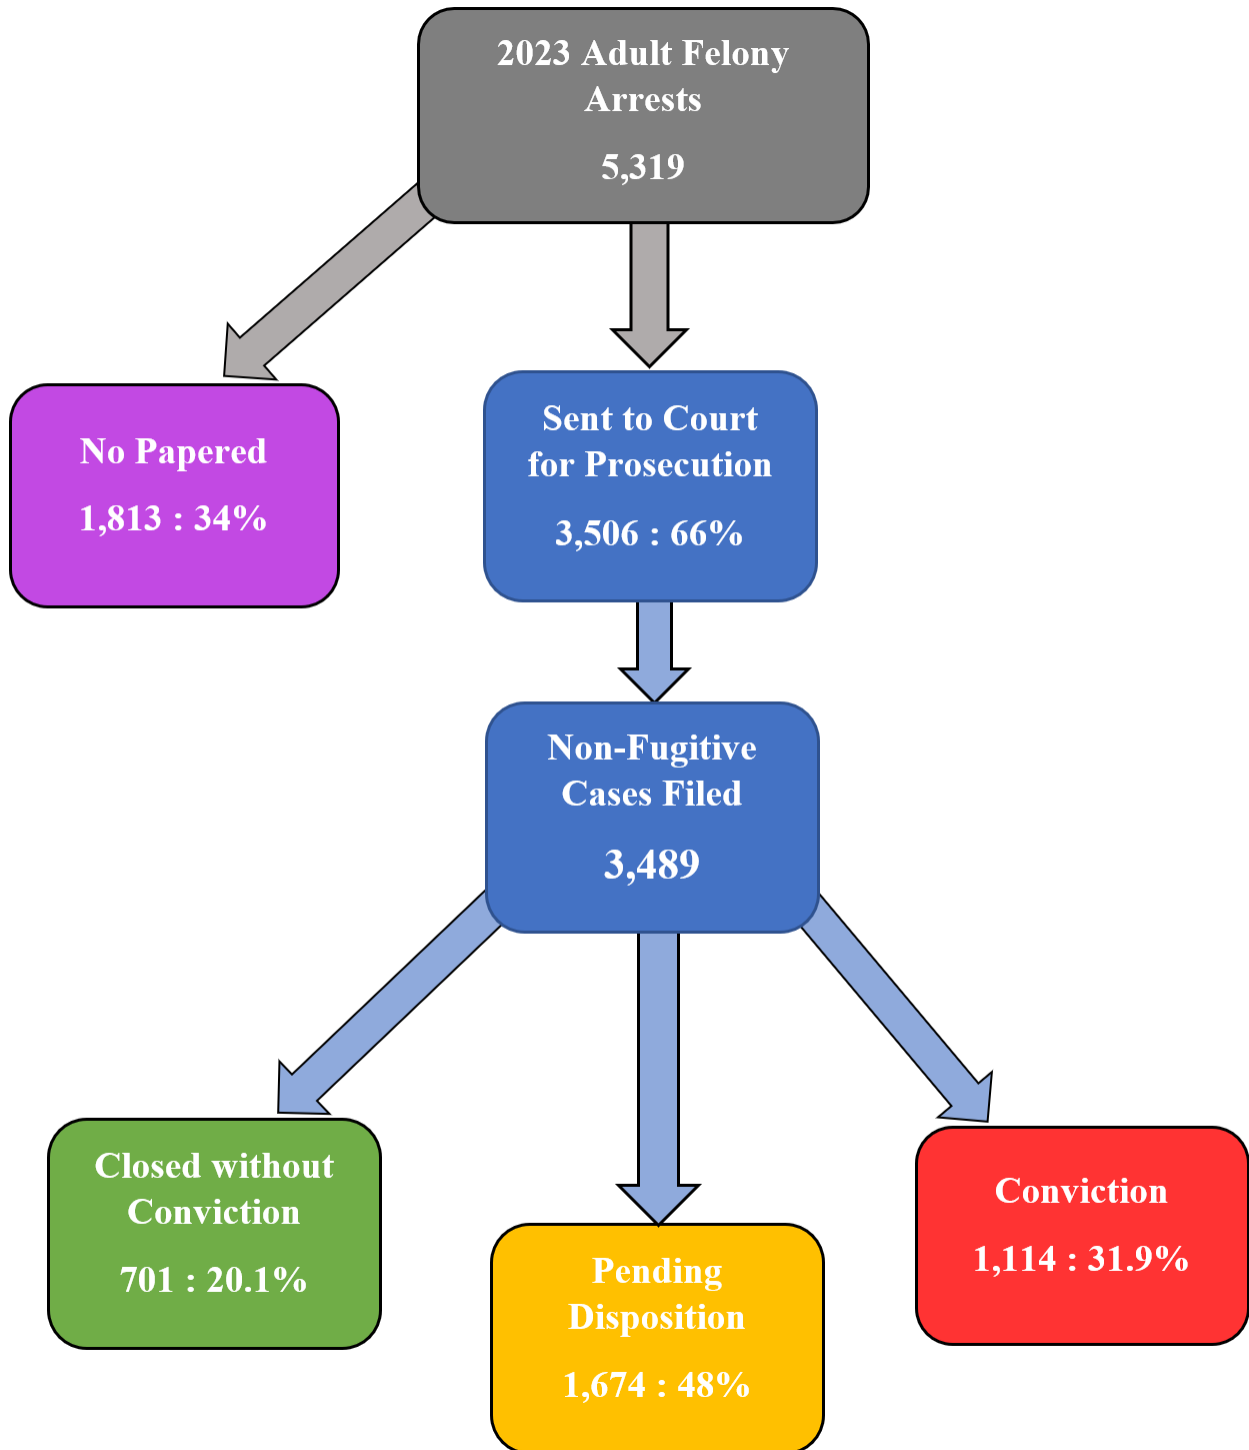 2023 Adult Felony
Arrests
5,319
No Papered
1,813 : 34%
Sent to Court
for Prosecution
3,506 : 66%
Non-Fugitive
Cases Filed
3,489
Closed without
Conviction
701 : 20.1%
Pending
Disposition
1,674 : 48%
Conviction
1,114 : 31.9%